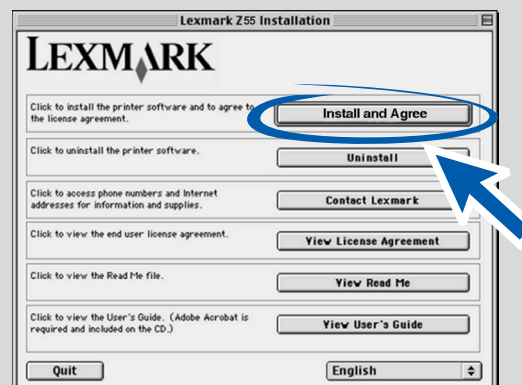 Lexmark Z55 Installation
LEXMARK
Click to install the printer software and to agree to
the license agreement.
Install and Agree
Click to uninstall the printer software.
Uninstall
Click to access phone numbers and Internet
addresses for information and supplies.
Contact Lexmark
Click to view the end user license agreement.
View License Agreement
Click to view the Read Me file.
View Read Me
Click to view the User's Guide. (Adobe Acrobat is
required and included on the CD.)
View User's Guide
Quit
English